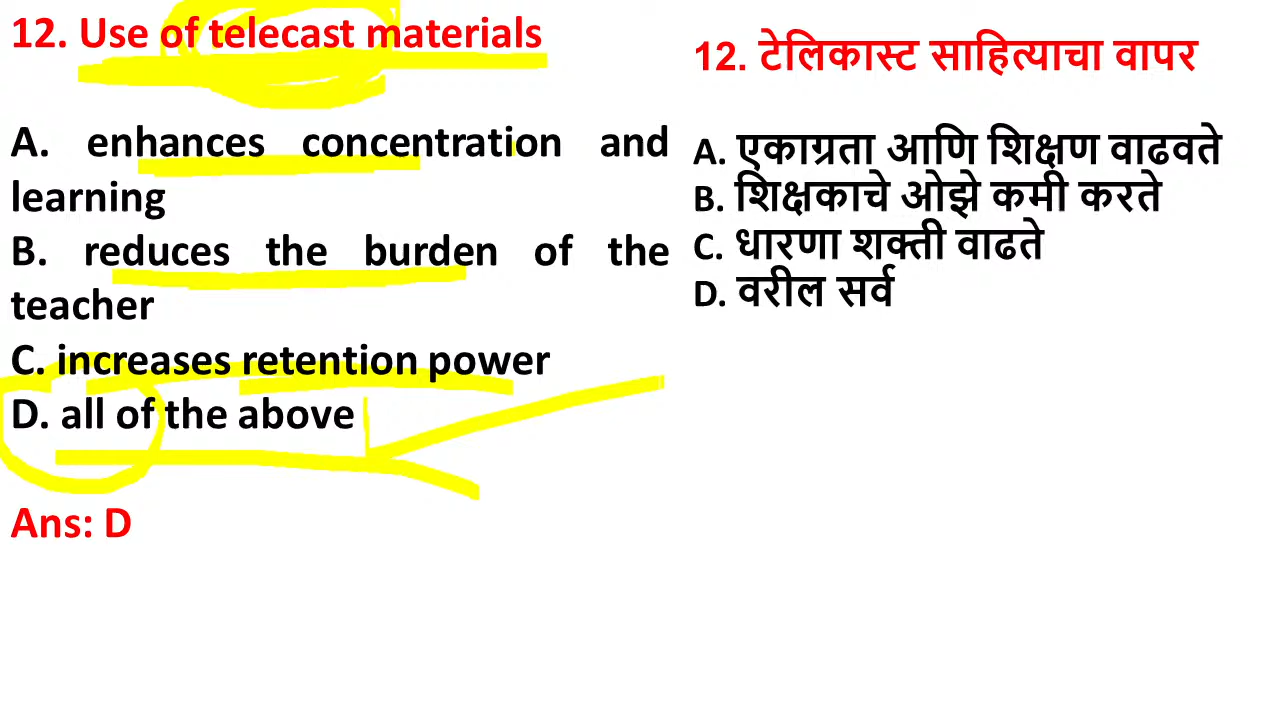 12. Use of telecast materials
A. enhances concentration and
learning
B. reduces the burden of the
teacher
C. increases retention power
D. all of the above
Ans: D
12. टेलिकास्ट साहित्याचा वापर
A. एकाग्रता आणि शिक्षण वाढवते
B. शिक्षकाचे ओझे कमी करते
C. धारणा शक्ती वाढते
D. वरील सर्व